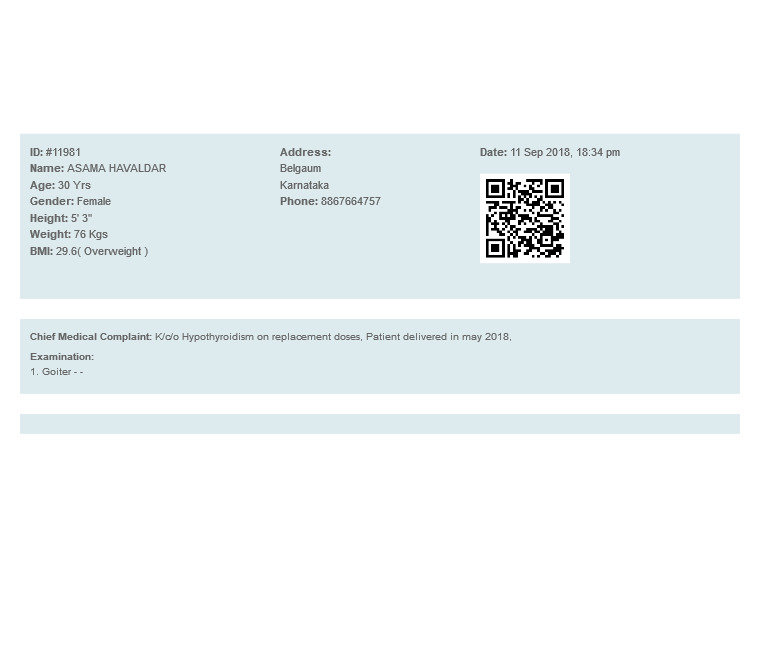 ID: #11981
Name: ASAMA HAVALDAR
Age: 30 Yrs
Gender: Female
Height: 5' 3"
Weight: 76 Kgs
BMI: 29.6( Overweight )
Address:
Belgaum
Karnataka
Phone: 8867664757
Date: 11 Sep 2018, 18:34 pm
Chief Medical Complaint: K/c/o Hypothyroidism on replacement doses, Patient delivered in may 2018,
Examination:
1. Goiter - -